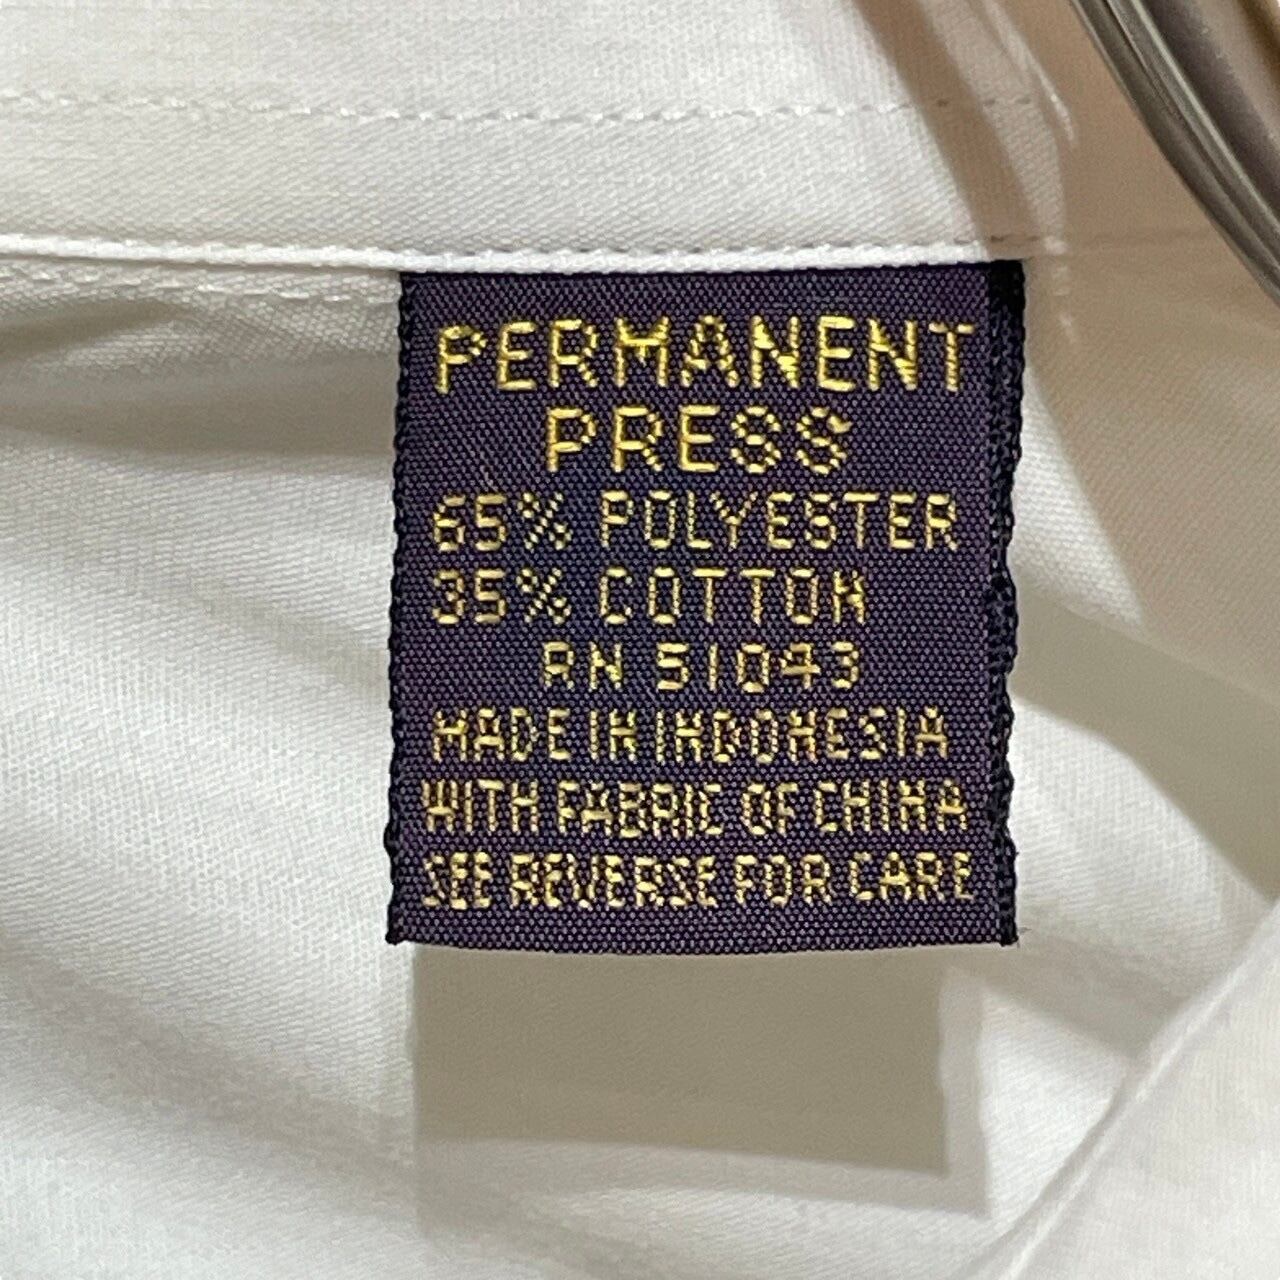 PERMANENT
PRESS
65% POLYESTER
35% COTTON
RN 51043
MADE IN INDONESIA
WITH FABRIC OF CHINA
SEE REVERSE FOR CARE